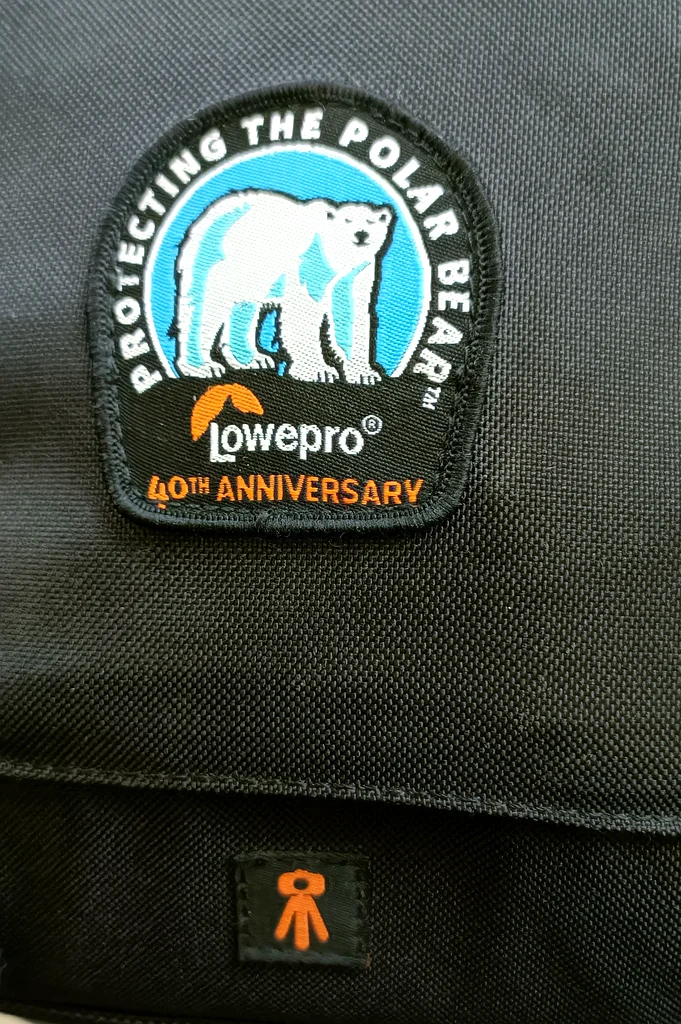 PROTECTING THE POLAR BEAR™
Lowepro®
40TH ANNIVERSARY